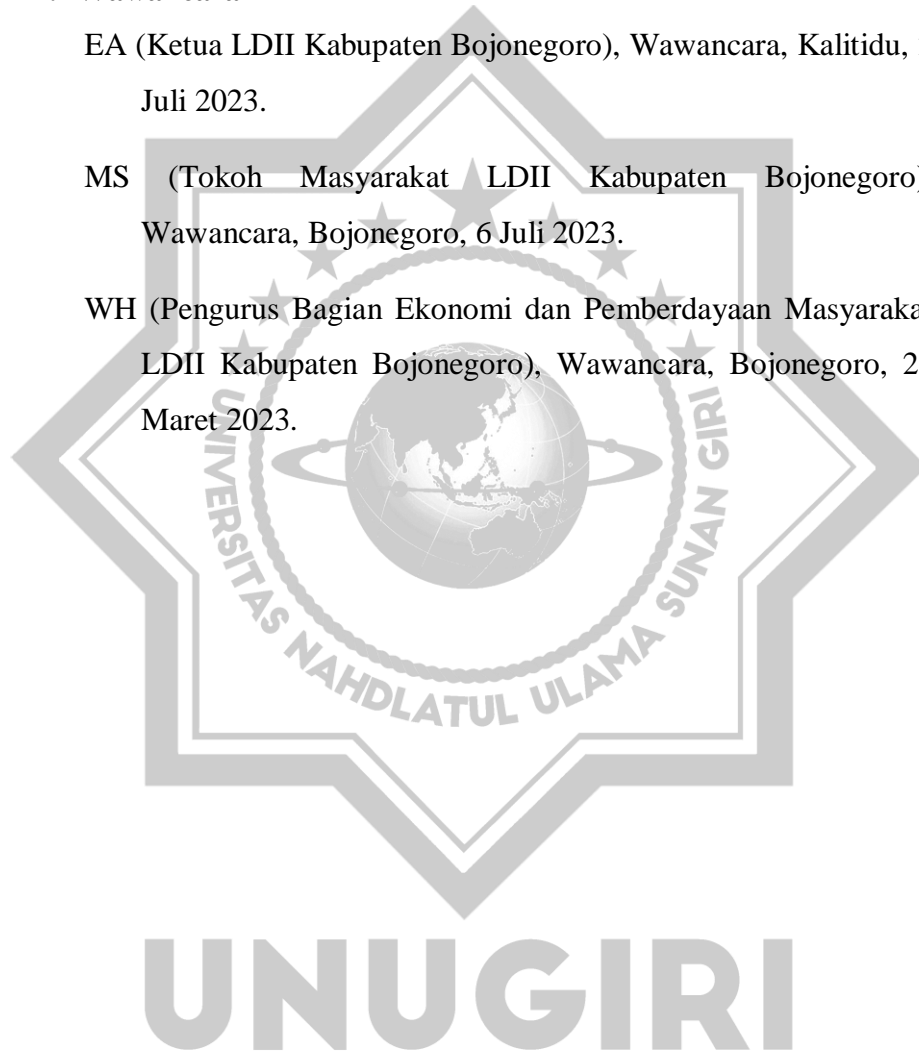 EA (Ketua LDII Kabupaten Bojonegoro), Wawancara, Kalitidu,
Juli 2023.
MS (Tokoh Masyarakat LDII Kabupaten Bojonegoro)
Wawancara, Bojonegoro, 6 Juli 2023.
WH (Pengurus Bagian Ekonomi dan Pemberdayaan
LDII Kabupaten Bojonegoro), Wawancara, Bojonegoro, 2
Maret 2023.
UNIVERSITAS NAHDLATUL ULAMA SUNAN GIRI
UNUGIRI